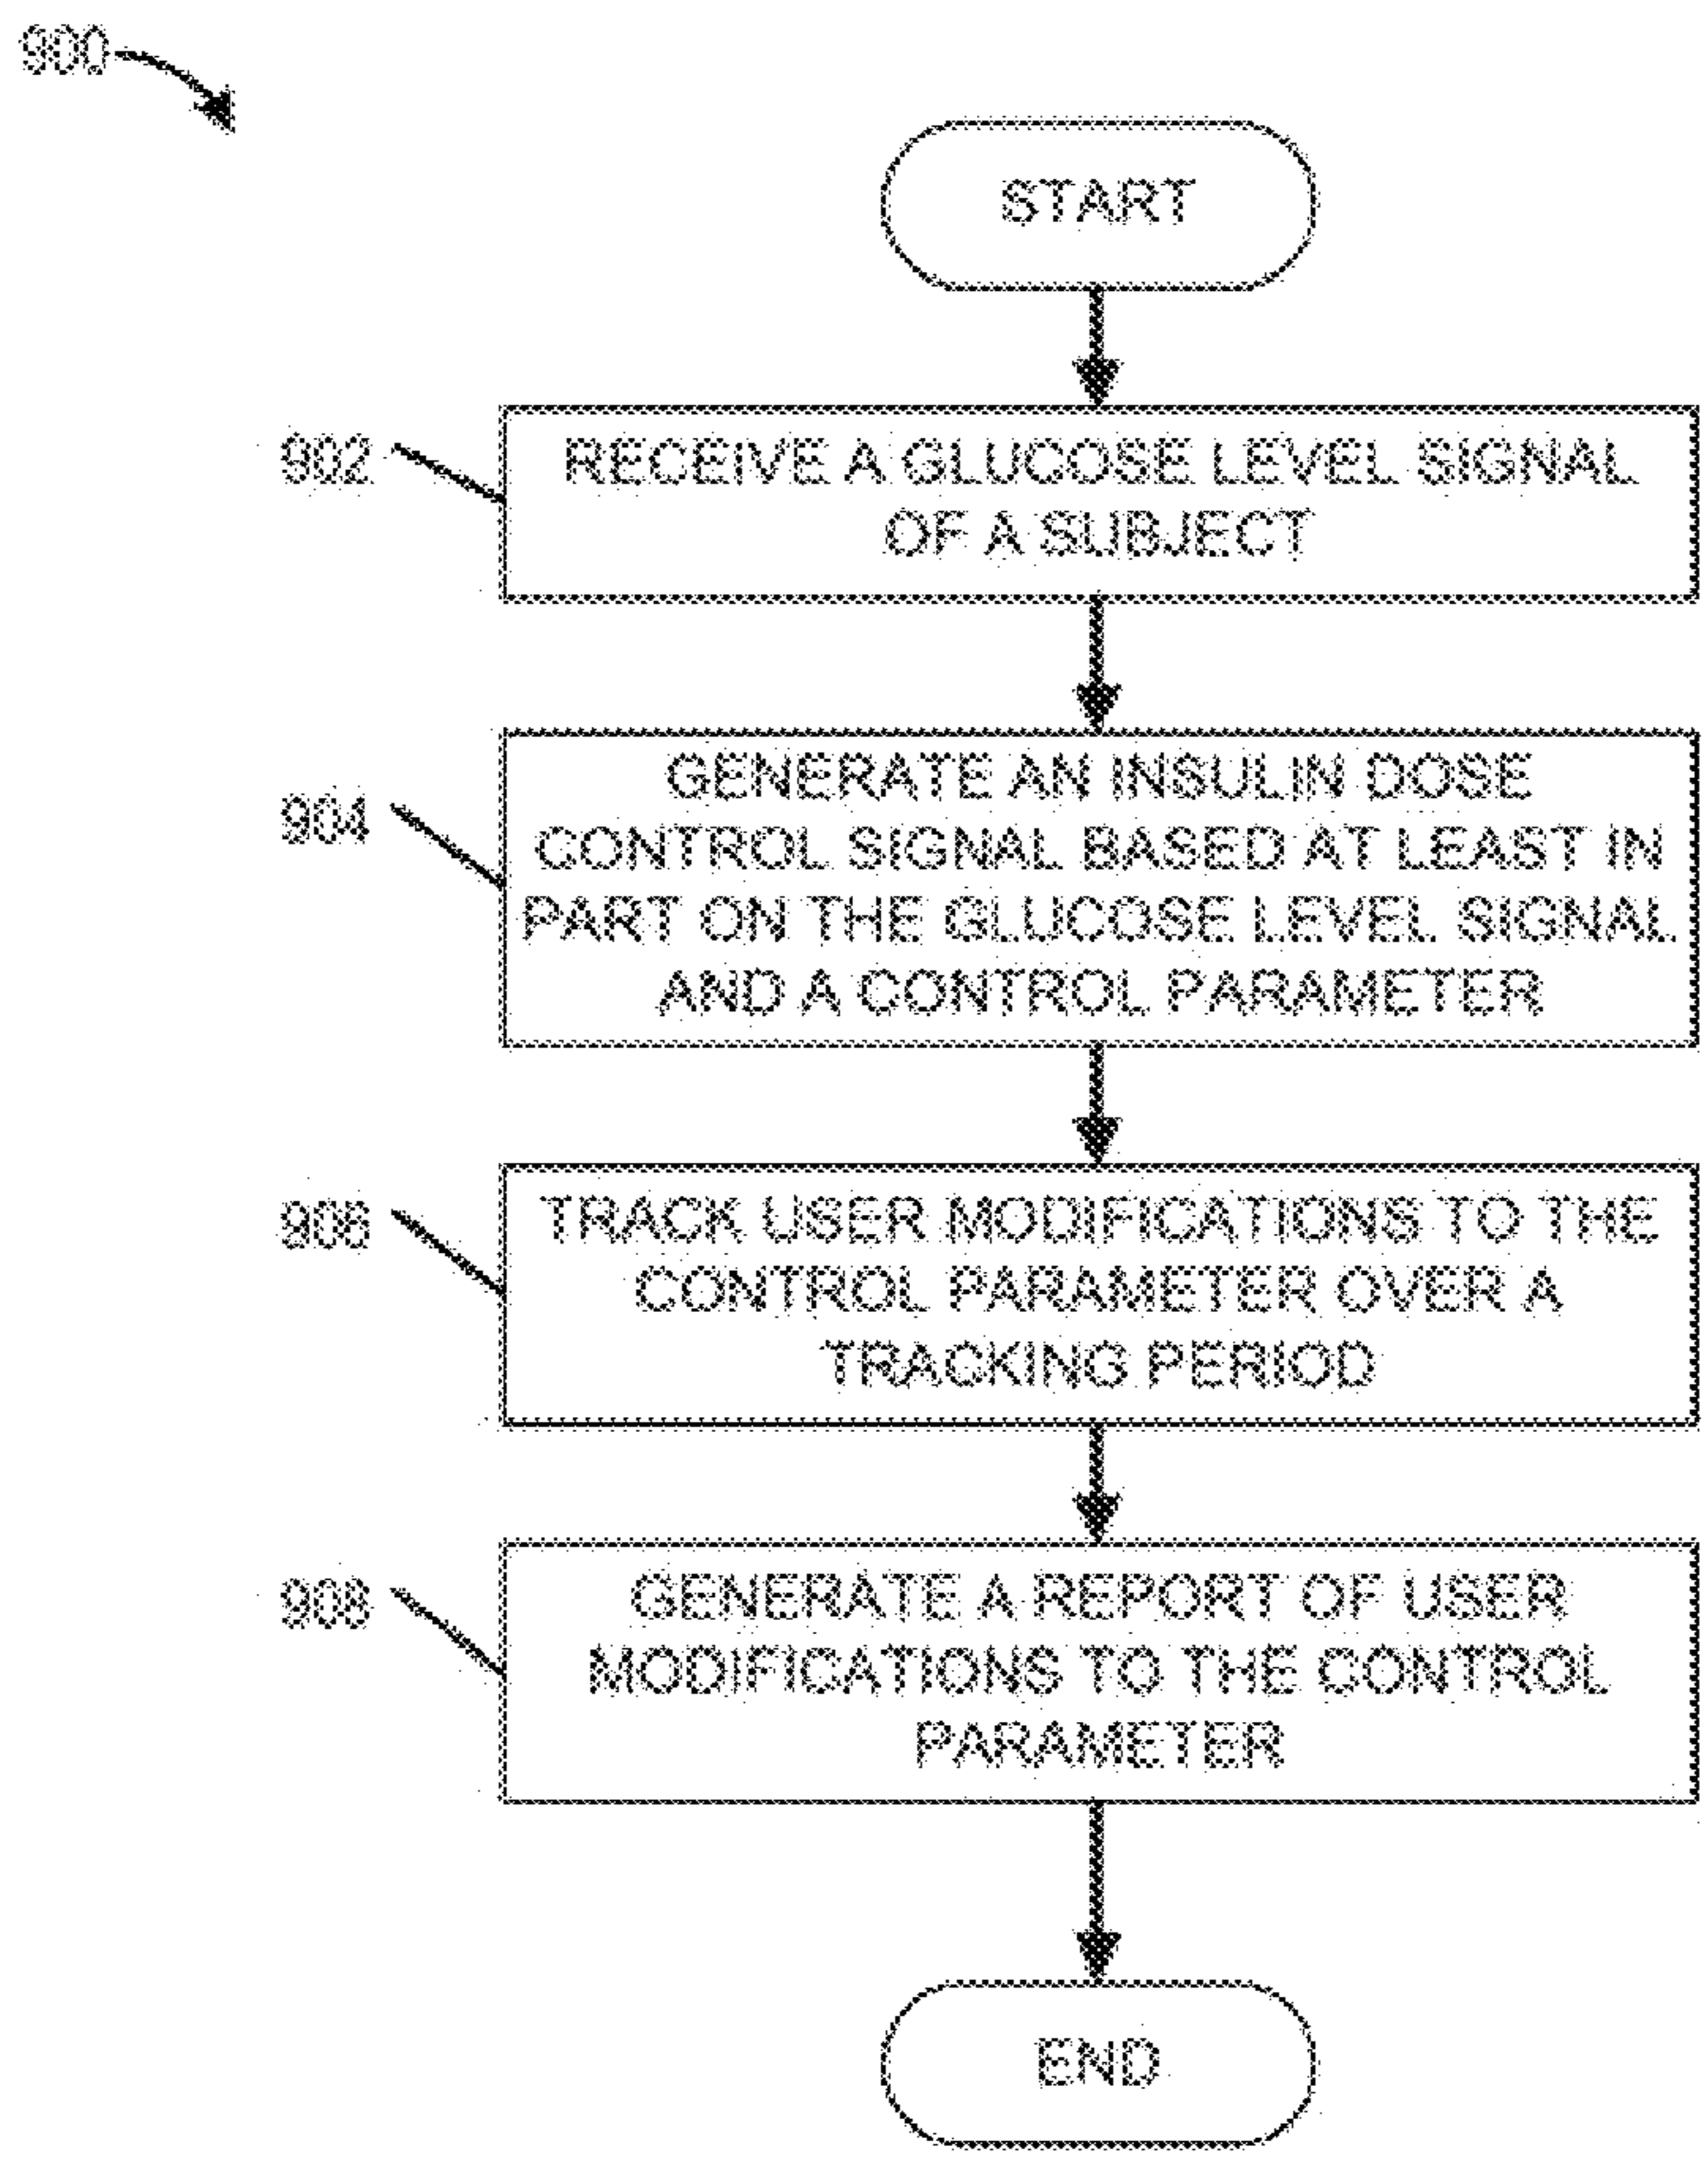 900
START
902
RECEIVE A GLUCOSE LEVEL SIGNAL
OF A SUBJECT
904
GENERATE AN INSULIN DOSE
CONTROL SIGNAL BASED AT LEAST IN
PART ON THE GLUCOSE LEVEL SIGNAL
AND A CONTROL PARAMETER
906
TRACK USER MODIFICATIONS TO THE
CONTROL PARAMETER OVER A
TRACKING PERIOD
908
GENERATE A REPORT OF USER
MODIFICATIONS TO THE CONTROL
PARAMETER
END